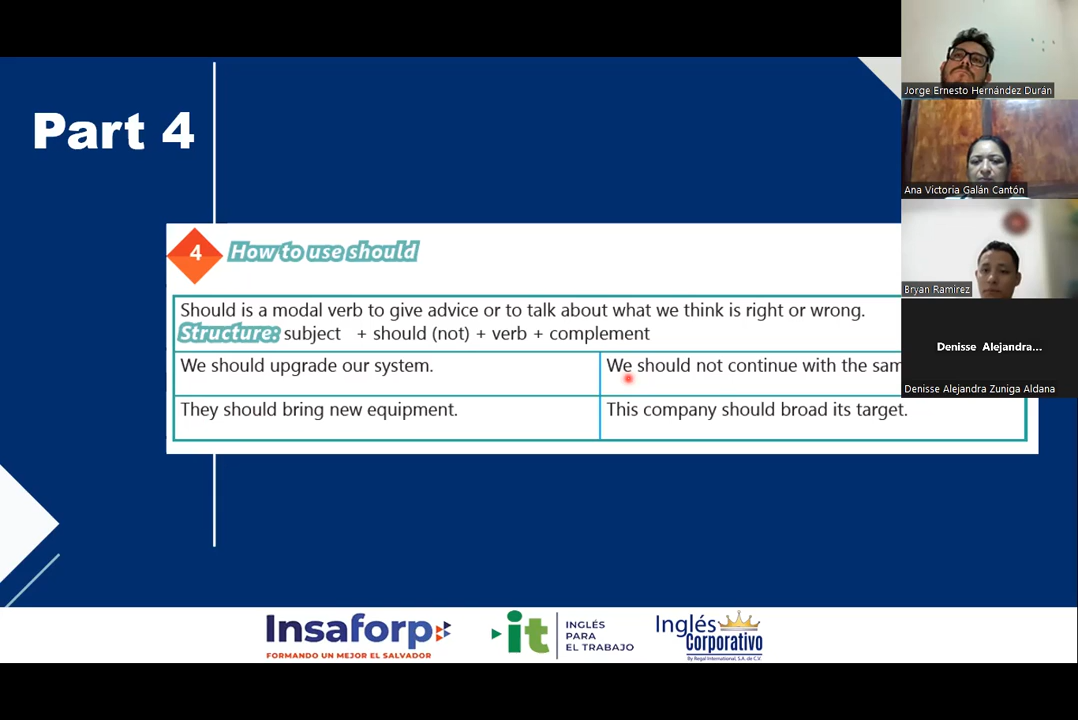 Part 4
4 How to use should
Should is a modal verb to give advice or to talk about what we think is right or wrong.
Structure: subject + should (not) + verb + complement
We should upgrade our system.
We should not continue with the sam
They should bring new equipment.
This company should broad its target.
Jorge Ernesto Hernández Durán
Ana Victoria Galán Cantón
Bryan Ramirez
Denisse Alejandra...
Denisse Alejandra Zuniga Aldana
Insaforp
FORMANDO UN MEJOR EL SALVADOR
it
INGLÉS
PARA
EL TRABAJO
Inglés
Corporativo
By Regal International, S.A. de C.V.